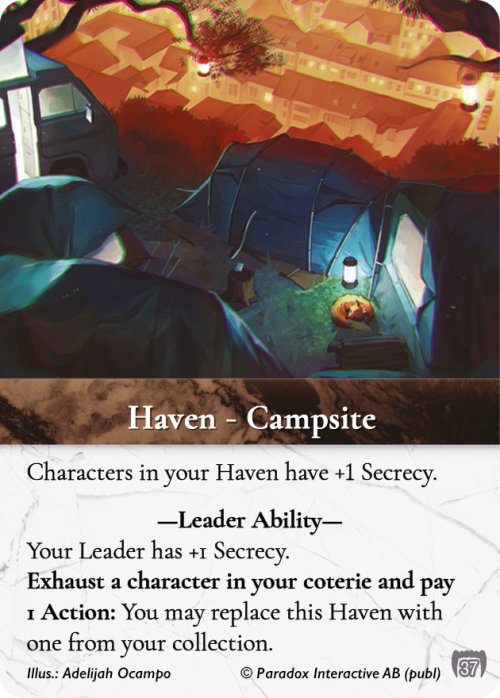 Haven - Campsite
Characters in your Haven have +1 Secrecy.
—Leader Ability—
Your Leader has +1 Secrecy.
Exhaust a character in your coterie and pay
1 Action: You may replace this Haven with
one from your collection.
Illus.: Adelijah Ocampo
© Paradox Interactive AB (publ)
37